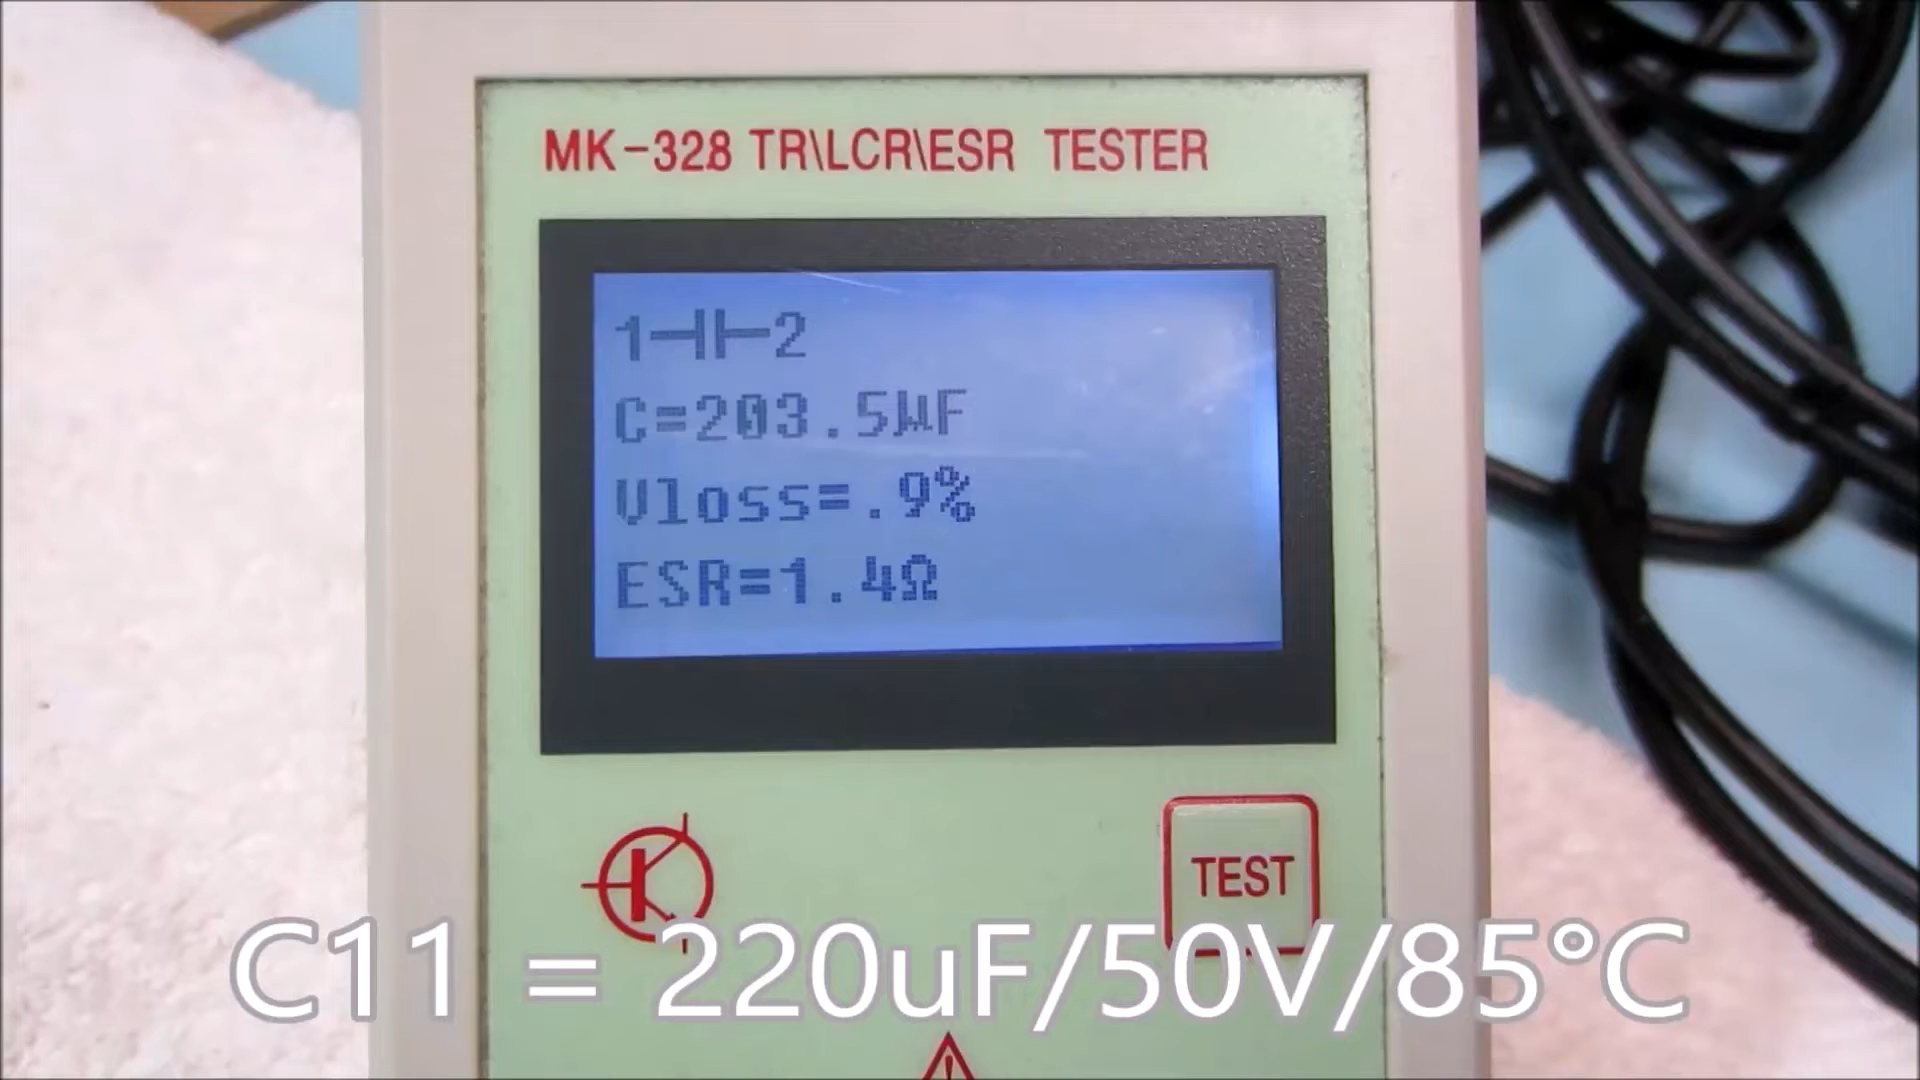 MK-328 TR\LCR\ESR TESTER
1⊣⊢2
C=203.5µF
Vloss=.9%
ESR=1.4Ω
TEST
C11 = 220uF/50V/85°C